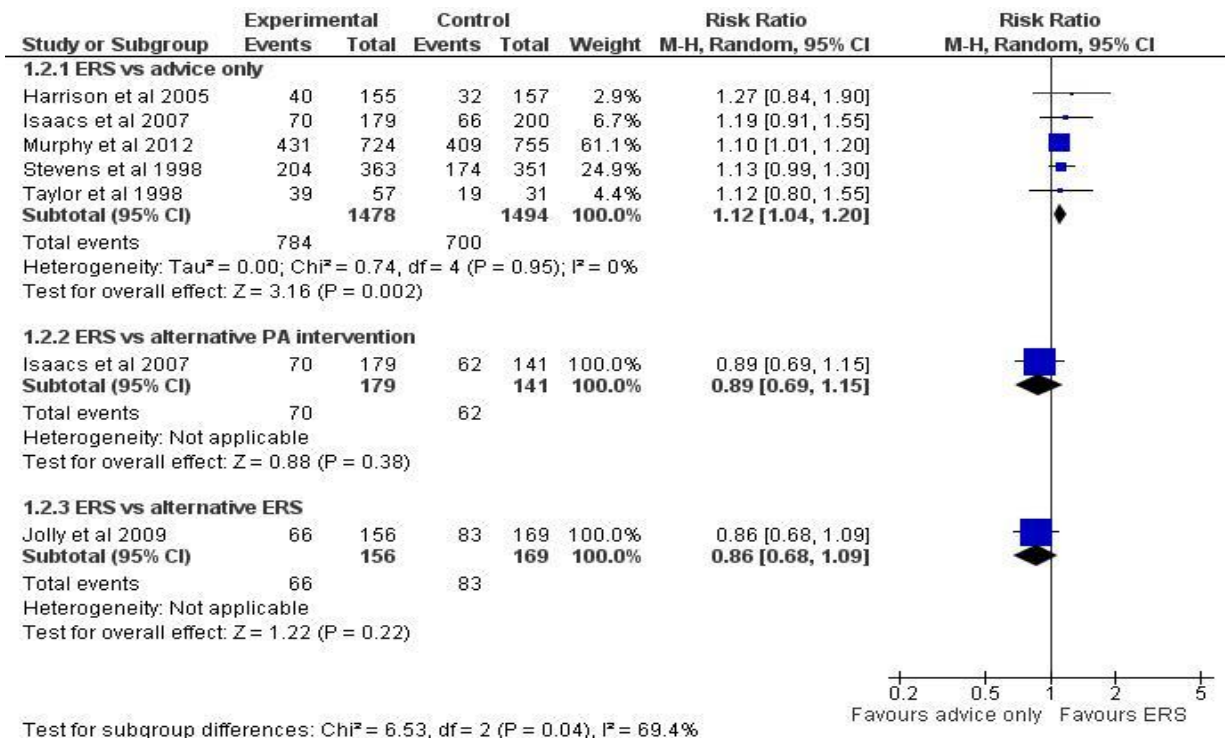 Experimental Control Risk Ratio Risk Ratio
Study or Subgroup Events Total Events Total Weight M-H, Random, 95% CI M-H, Random, 95% CI
1.2.1 ERS vs advice only
Harrison et al 2005 40 155 32 157 2.9% 1.27 [0.84, 1.90]
Isaacs et al 2007 70 179 66 200 6.7% 1.19 [0.91, 1.55]
Murphy et al 2012 431 724 409 755 61.1% 1.10 [1.01, 1.20]
Stevens et al 1998 204 363 174 351 24.9% 1.13 [0.99, 1.30]
Taylor et al 1998 39 57 19 31 4.4% 1.12 [0.80, 1.55]
Subtotal (95% CI) 1478 1494 100.0% 1.12 [1.04, 1.20]
Total events 784 700
Heterogeneity: Tau² = 0.00; Chi² = 0.74, df = 4 (P = 0.95); I² = 0%
Test for overall effect: Z = 3.16 (P = 0.002)
1.2.2 ERS vs alternative PA intervention
Isaacs et al 2007 70 179 62 141 100.0% 0.89 [0.69, 1.15]
Subtotal (95% CI) 179 141 100.0% 0.89 [0.69, 1.15]
Total events 70 62
Heterogeneity: Not applicable
Test for overall effect: Z = 0.88 (P = 0.38)
1.2.3 ERS vs alternative ERS
Jolly et al 2009 66 156 83 169 100.0% 0.86 [0.68, 1.09]
Subtotal (95% CI) 156 169 100.0% 0.86 [0.68, 1.09]
Total events 66 83
Heterogeneity: Not applicable
Test for overall effect: Z = 1.22 (P = 0.22)
0.2 0.5 1 2 5
Favours advice only Favours ERS
Test for subgroup differences: Chi² = 6.53, df = 2 (P = 0.04), I² = 69.4%